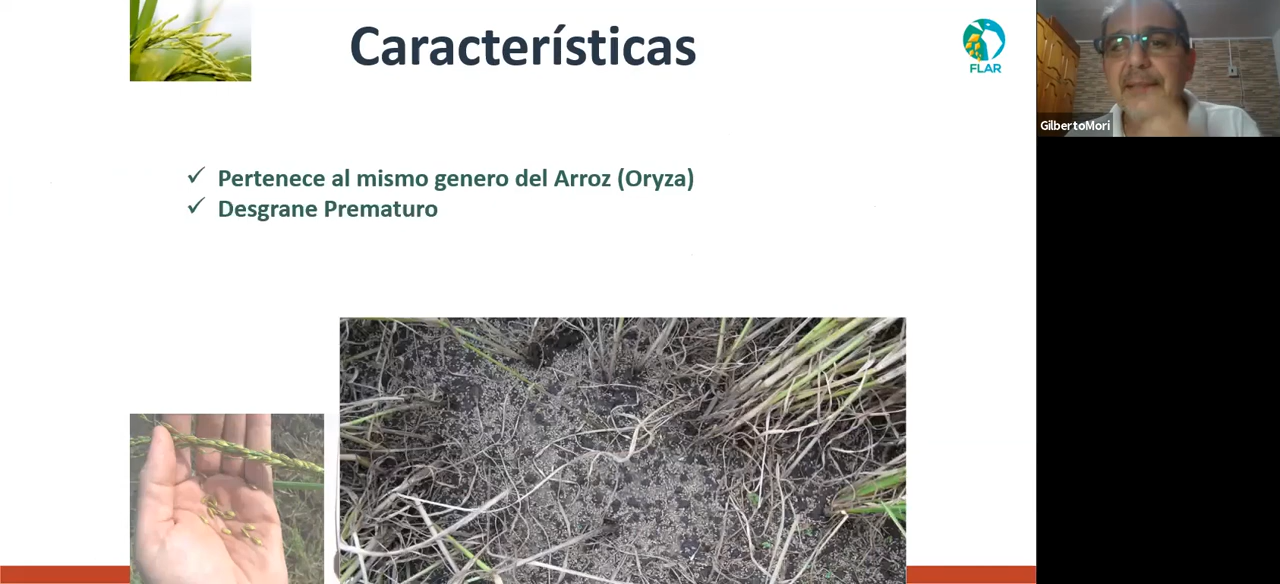 Características
FLAR
GilbertoMori
Pertenece al mismo genero del Arroz (Oryza)
Desgrane Prematuro